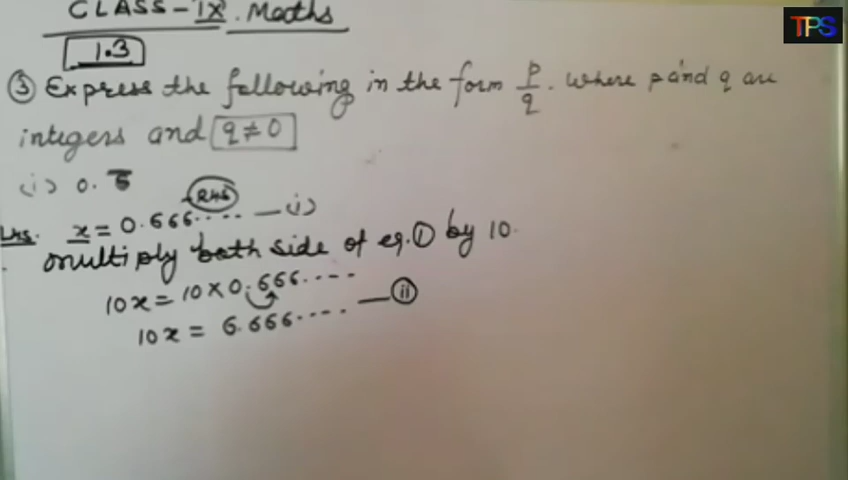 CLASS - IX. Maths
TPS
1.3
③ Express the following in the form p/q. where p and q are
integers and q ≠ 0
(i) 0.6̅
RHS
LHS. x = 0.666.... — (i)
multiply both side of eq. ① by 10.
10x = 10 × 0.666....
10x = 6.666..... — ⓘⓘ